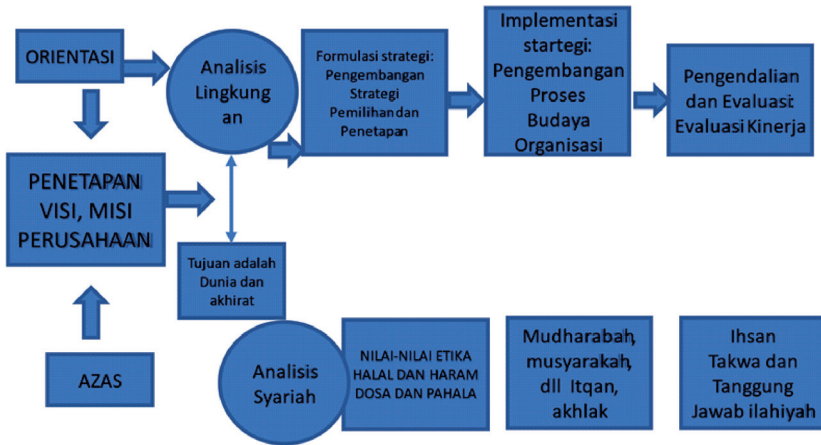 ORIENTASI
Analisis
Lingkung
an
Formulasi strategi:
Pengembangan
Strategi
Pemilihan dan
Penetapan
Implementasi
startegi:
Pengembangan
Proses
Budaya
Organisasi
Pengendalian
dan Evaluasi:
Evaluasi Kinerja
PENETAPAN
VISI, MISI
PERUSAHAAN
Tujuan adalah
Dunia dan
akhirat
AZAS
Analisis
Syariah
NILAI-NILAI ETIKA
HALAL DAN HARAM
DOSA DAN PAHALA
Mudharabah,
musyarakah,
dll Itqan,
akhlak
Ihsan
Takwa dan
Tanggung
Jawab ilahiyah